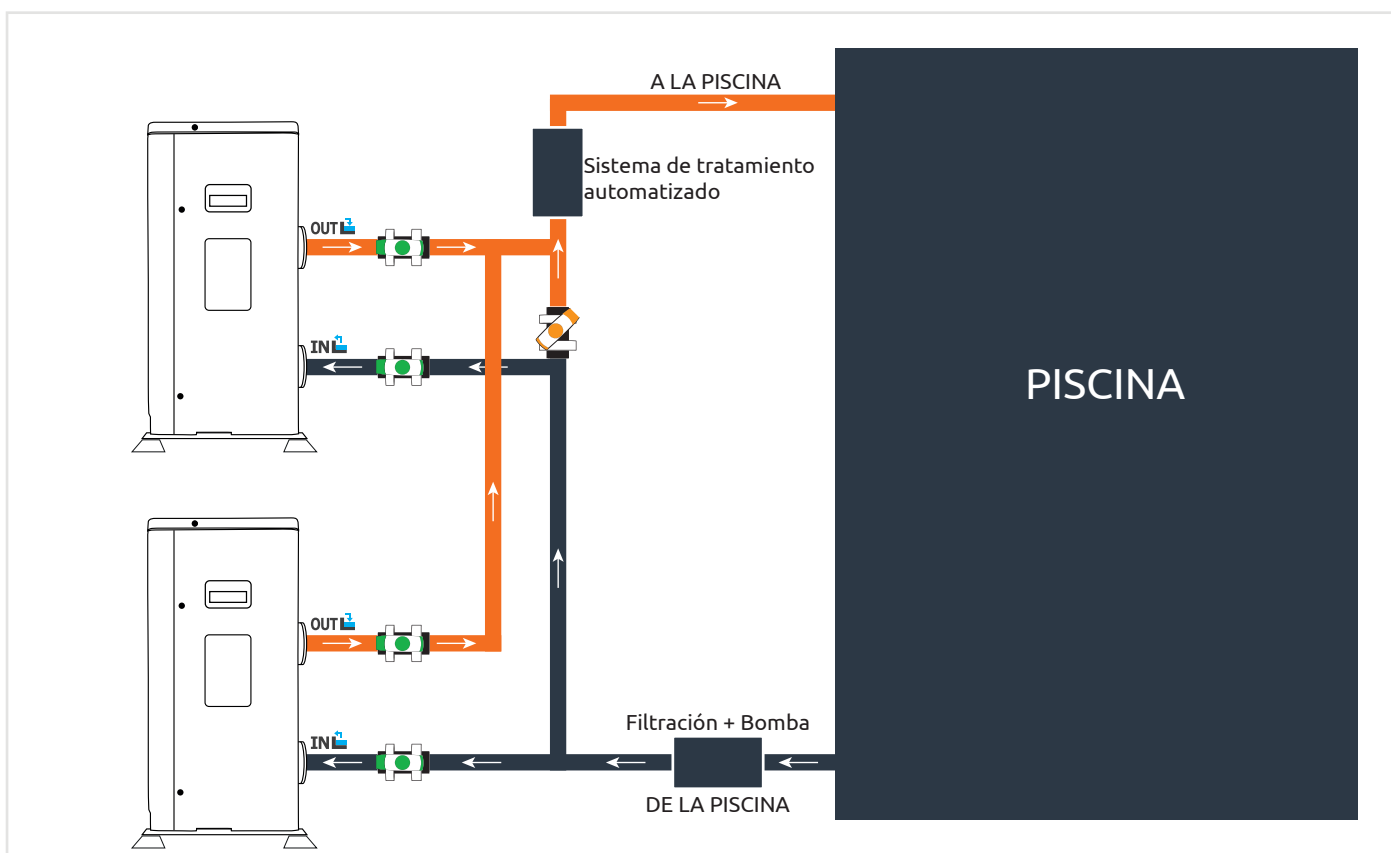 A LA PISCINA
Sistema de tratamiento
automatizado
OUT
IN
PISCINA
OUT
Filtración + Bomba
IN
DE LA PISCINA